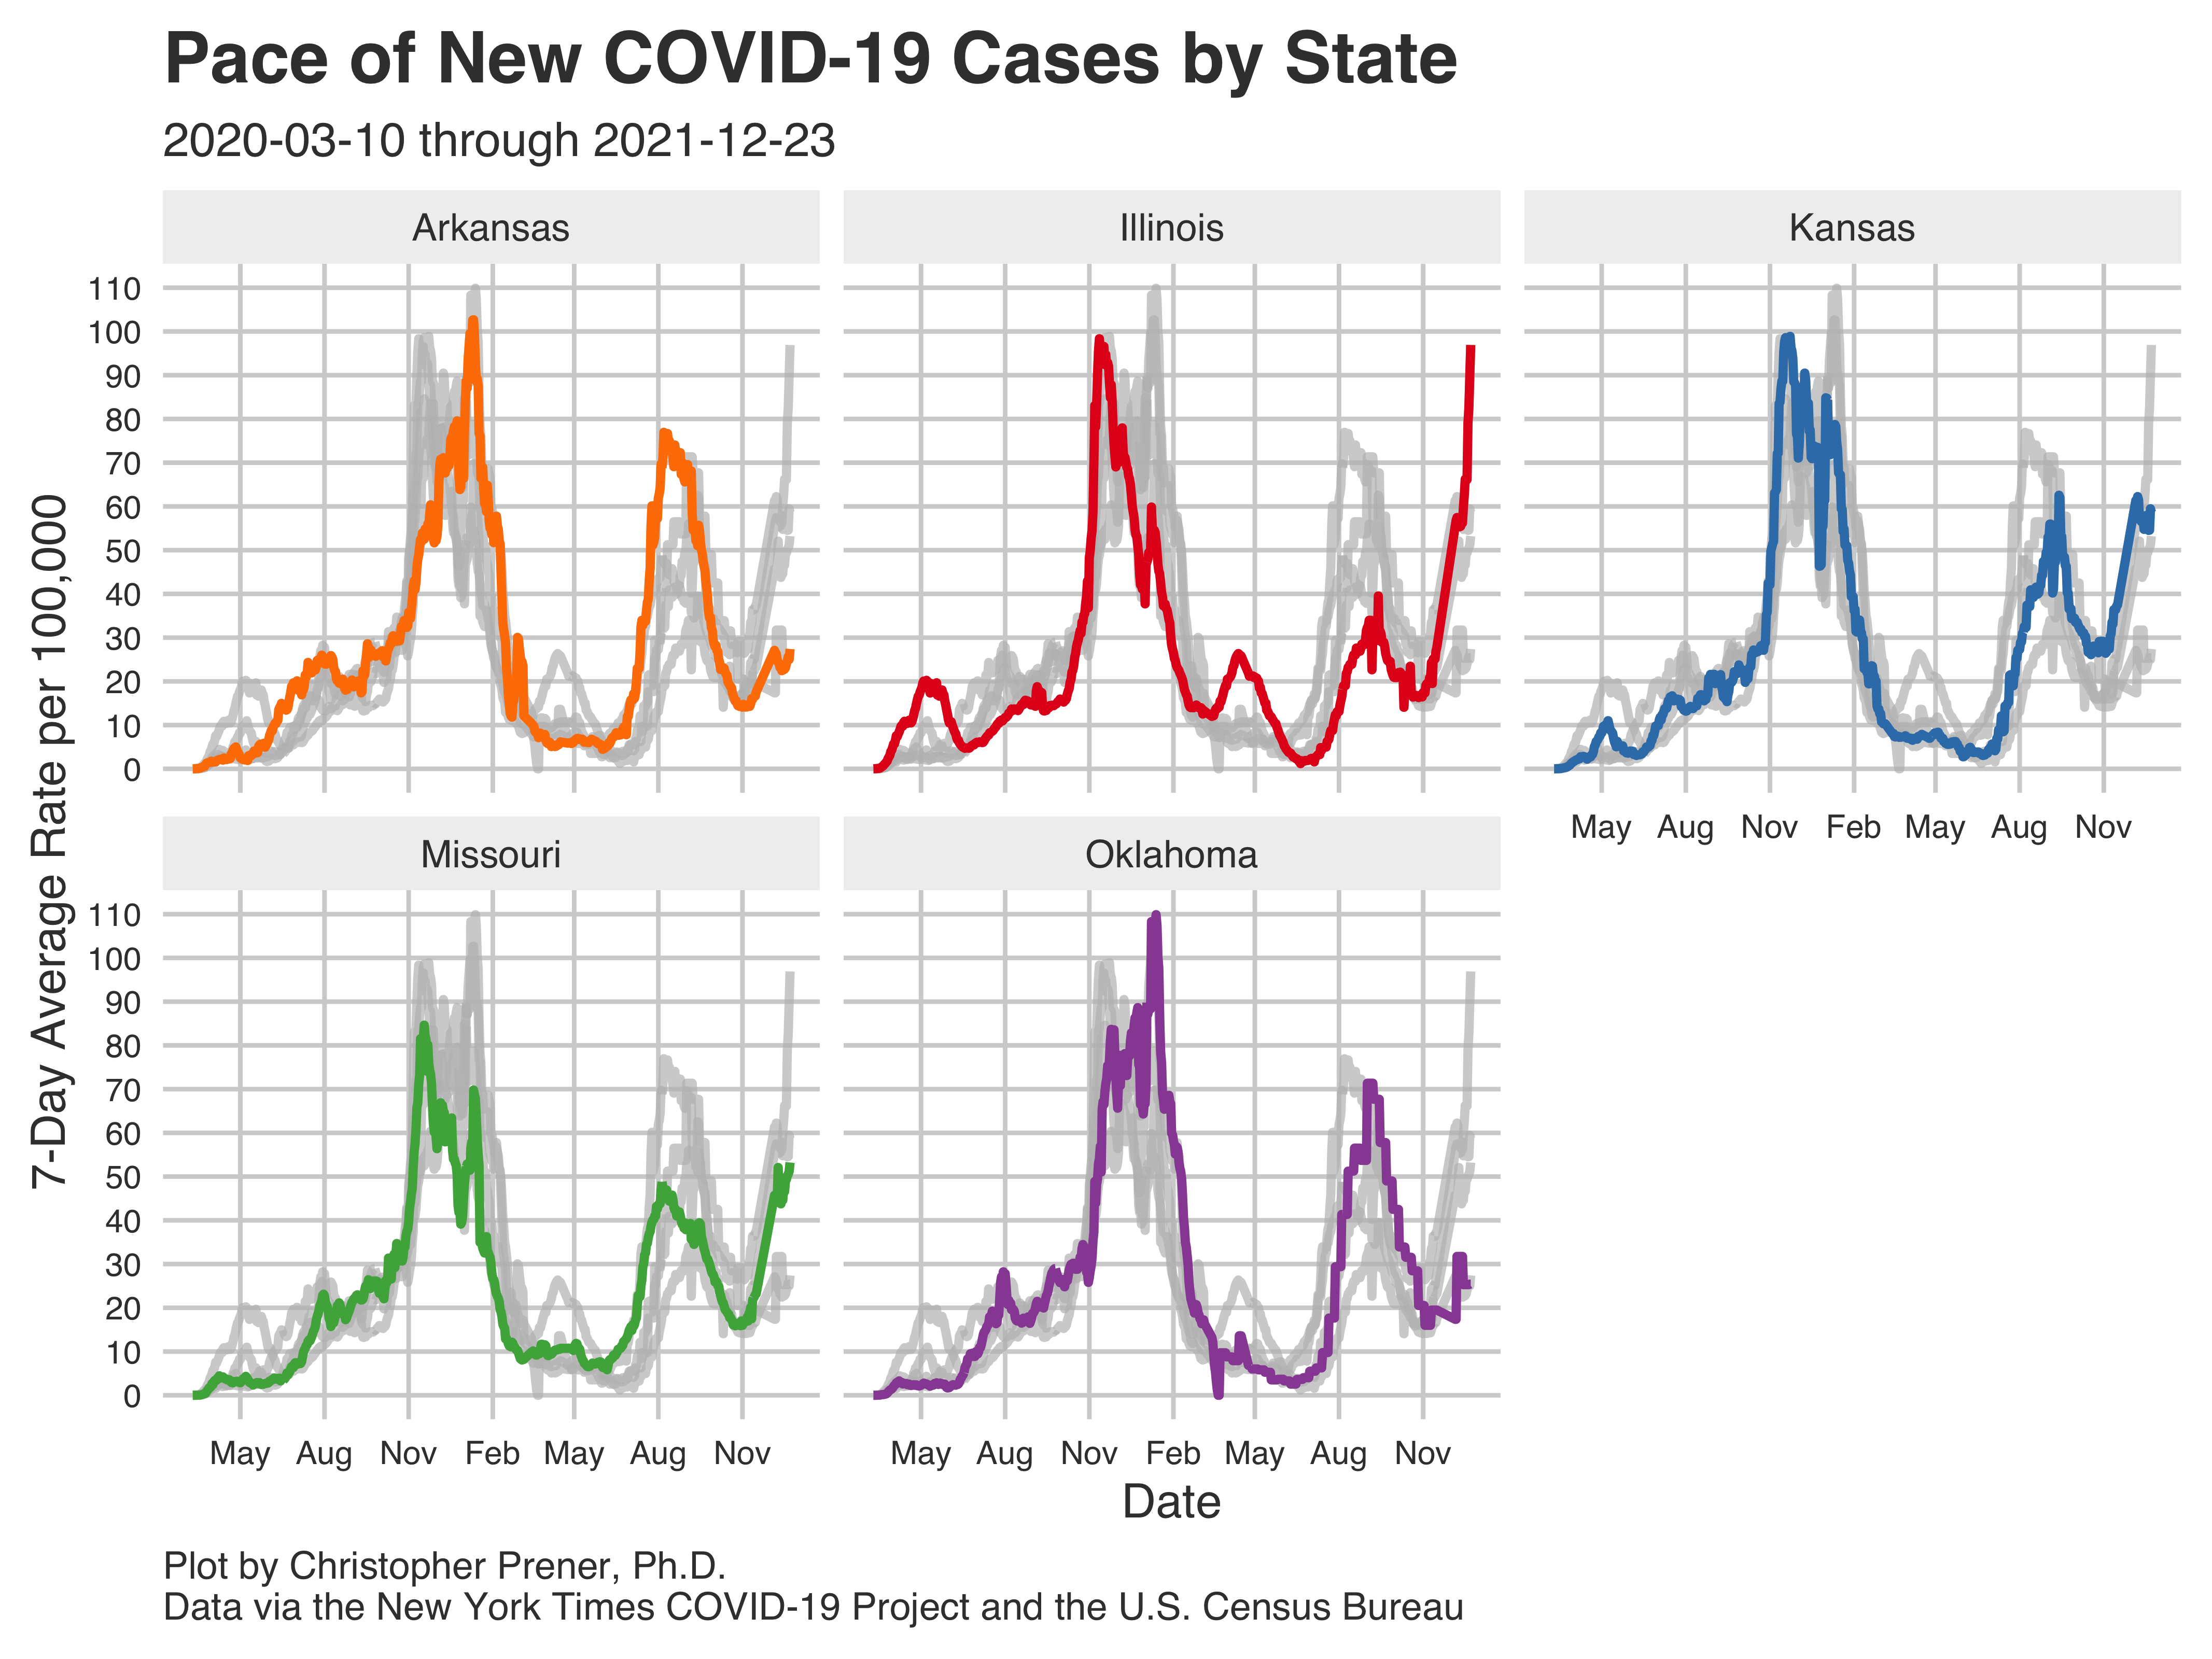 Pace of New COVID-19 Cases by State
2020-03-10 through 2021-12-23
7-Day Average Rate per 100,000
Arkansas
Illinois
Kansas
110
100
90
80
70
60
50
40
30
20
10
0
May Aug Nov Feb May Aug Nov
Missouri
Oklahoma
110
100
90
80
70
60
50
40
30
20
10
0
May Aug Nov Feb May Aug Nov
May Aug Nov Feb May Aug Nov
Date
Plot by Christopher Prener, Ph.D.
Data via the New York Times COVID-19 Project and the U.S. Census Bureau